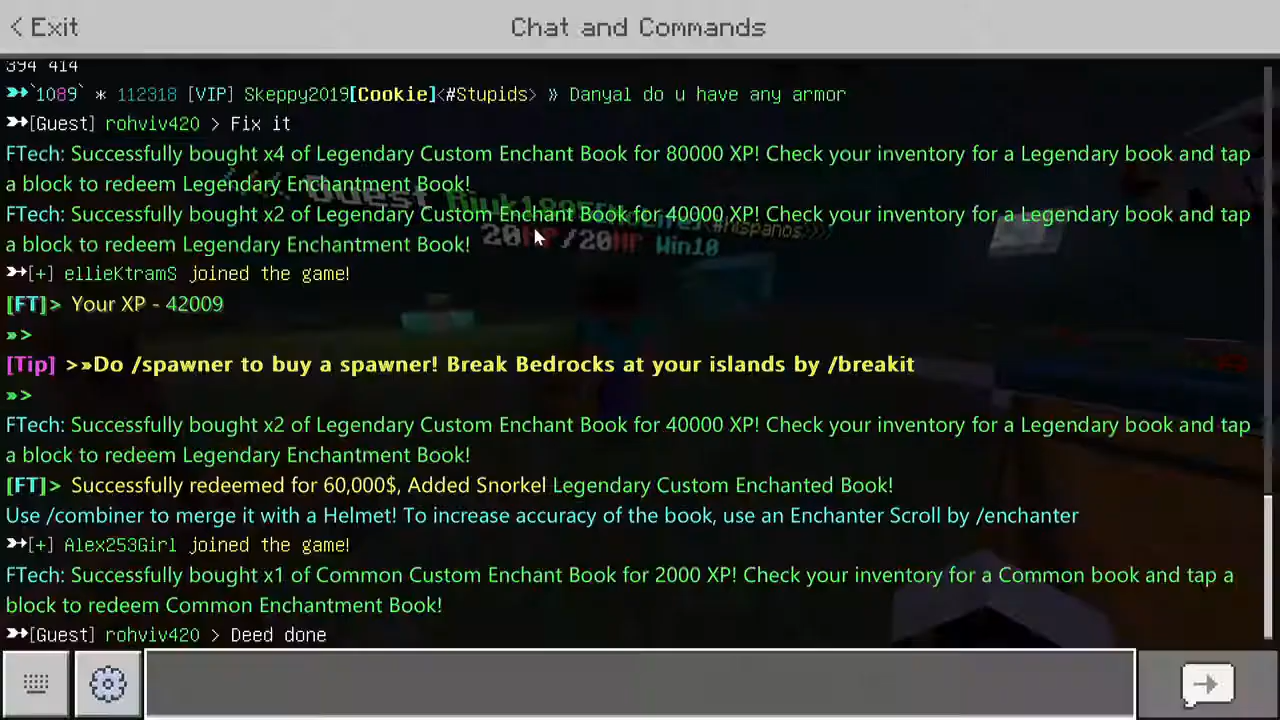 < Exit
Chat and Commands
394 414
➳`1089` * 112318 [VIP] Skeppy2019[Cookie]<#Stupids> » Danyal do u have any armor
➳[Guest] rohviv420 > Fix it
FTech: Successfully bought x4 of Legendary Custom Enchant Book for 80000 XP! Check your inventory for a Legendary book and tap
a block to redeem Legendary Enchantment Book!
FTech: Successfully bought x2 of Legendary Custom Enchant Book for 40000 XP! Check your inventory for a Legendary book and tap
a block to redeem Legendary Enchantment Book!
Guest
<#hispanos>
20HP/20HP Win10
➳[+] ellieKtramS joined the game!
[FT]> Your XP - 42009
»>
[Tip] >»Do /spawner to buy a spawner! Break Bedrocks at your islands by /breakit
»>
FTech: Successfully bought x2 of Legendary Custom Enchant Book for 40000 XP! Check your inventory for a Legendary book and tap
a block to redeem Legendary Enchantment Book!
[FT]> Successfully redeemed for 60,000$, Added Snorkel Legendary Custom Enchanted Book!
Use /combiner to merge it with a Helmet! To increase accuracy of the book, use an Enchanter Scroll by /enchanter
➳[+] Alex253Girl joined the game!
FTech: Successfully bought x1 of Common Custom Enchant Book for 2000 XP! Check your inventory for a Common book and tap a
block to redeem Common Enchantment Book!
➳[Guest] rohviv420 > Deed done